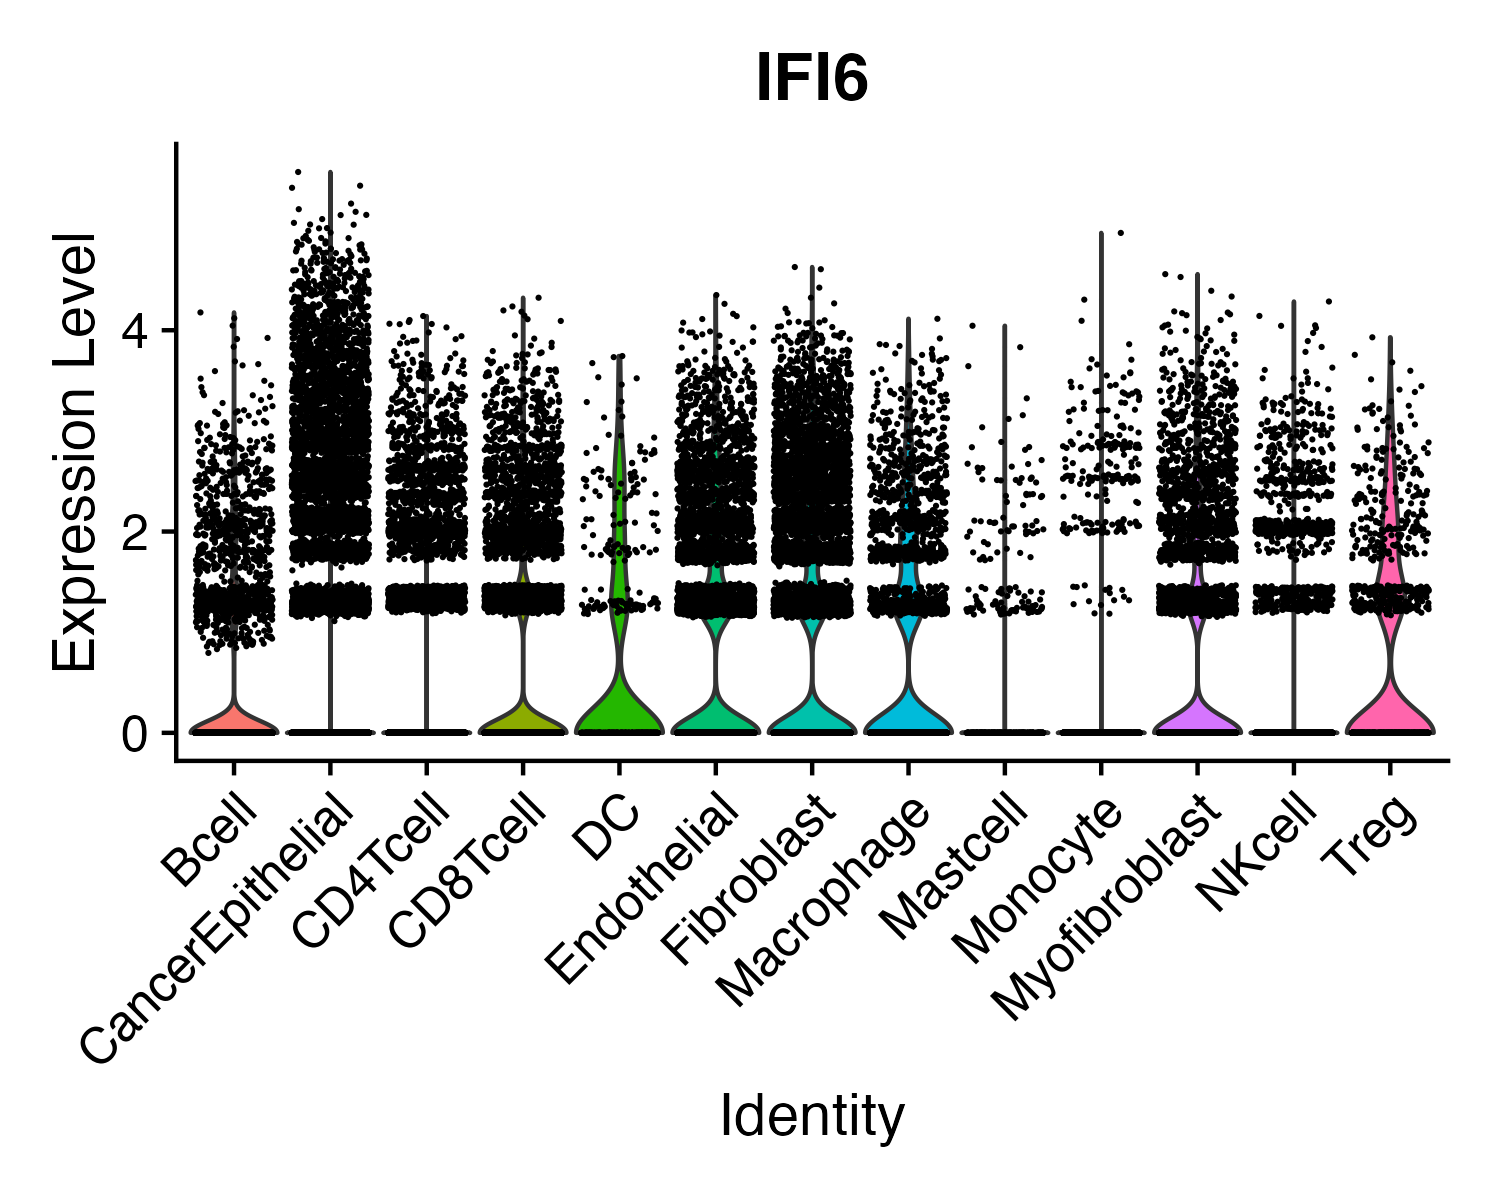 IFI6
Expression Level
4
2
0
Bcell
CancerEpithelial
CD4Tcell
CD8Tcell
DC
Endothelial
Fibroblast
Macrophage
Mastcell
Monocyte
Myofibroblast
NKcell
Treg
Identity